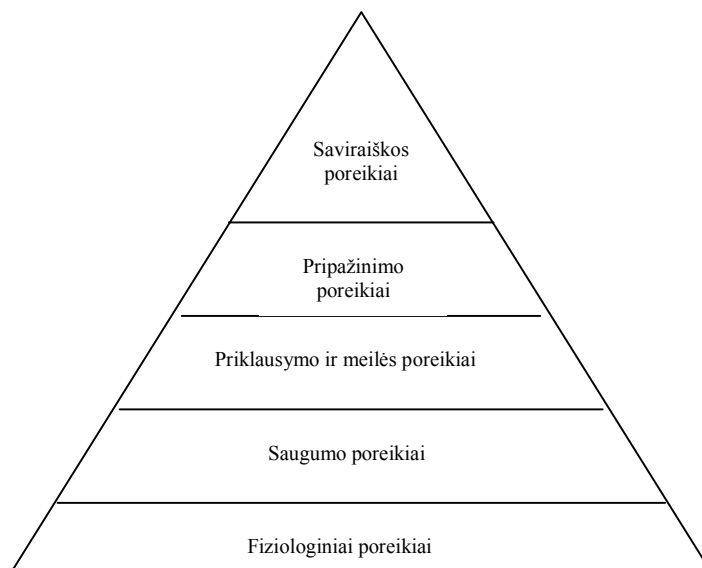 Saviraiškos
poreikiai
Pripažinimo
poreikiai
Priklausymo ir meilės poreikiai
Saugumo poreikiai
Fiziologiniai poreikiai